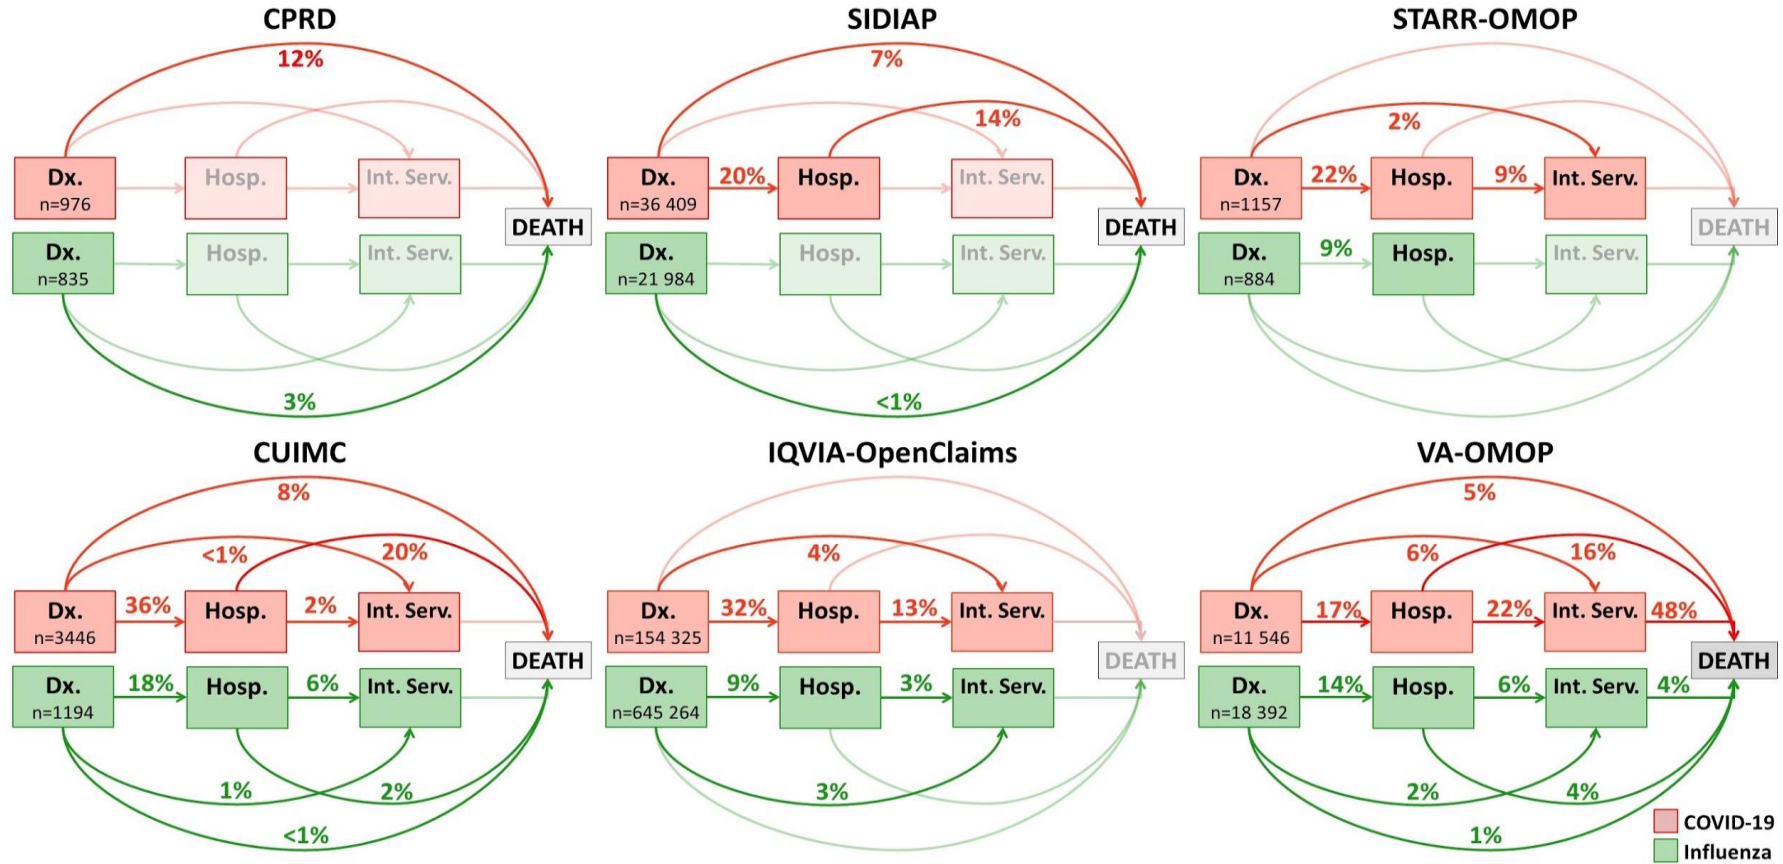 CPRD
12%
Dx.
n=976
Hosp.
Int. Serv.
DEATH
Dx.
n=835
Hosp.
Int. Serv.
3%
SIDIAP
7%
14%
Dx.
n=36 409
20%
Hosp.
Int. Serv.
DEATH
Dx.
n=21 984
Hosp.
Int. Serv.
<1%
STARR-OMOP
2%
Dx.
n=1157
22%
Hosp.
9%
Int. Serv.
DEATH
Dx.
n=884
9%
Hosp.
Int. Serv.
CUIMC
8%
<1%
20%
Dx.
n=3446
36%
Hosp.
2%
Int. Serv.
DEATH
Dx.
n=1194
18%
Hosp.
6%
Int. Serv.
1%
2%
<1%
IQVIA-OpenClaims
4%
Dx.
n=154 325
32%
Hosp.
13%
Int. Serv.
DEATH
Dx.
n=645 264
9%
Hosp.
3%
Int. Serv.
3%
VA-OMOP
5%
6%
16%
Dx.
n=11 546
17%
Hosp.
22%
Int. Serv.
48%
DEATH
Dx.
n=18 392
14%
Hosp.
6%
Int. Serv.
4%
2%
4%
1%
COVID-19
Influenza